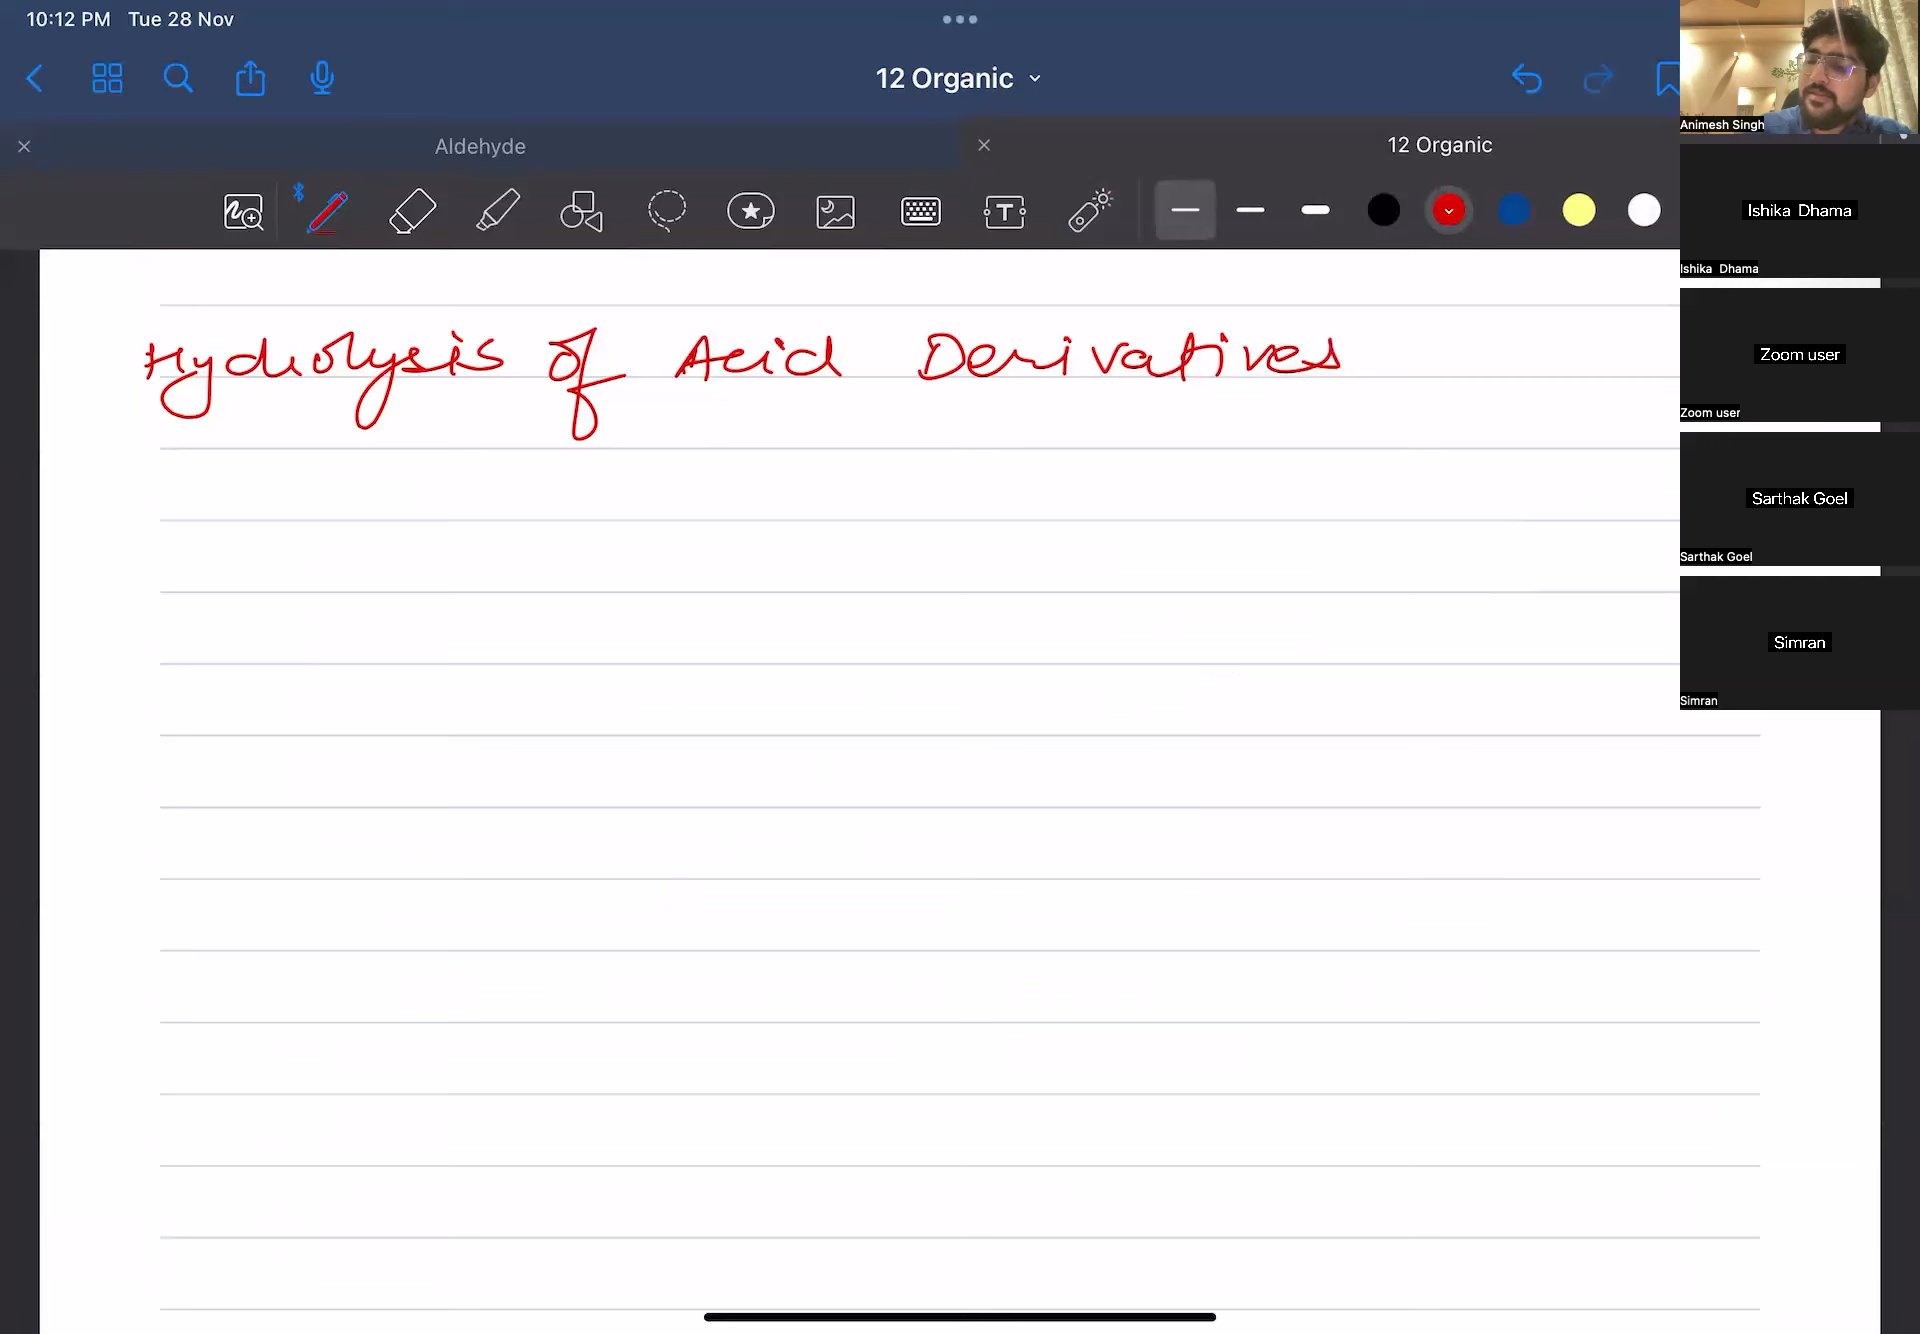 10:12 PM Tue 28 Nov
12 Organic
Animesh Singh
Aldehyde
12 Organic
T
Ishika Dhama
Ishika Dhama
Hydrolysis of Acid Derivatives
Zoom user
Zoom user
Sarthak Goel
Sarthak Goel
Simran
Simran